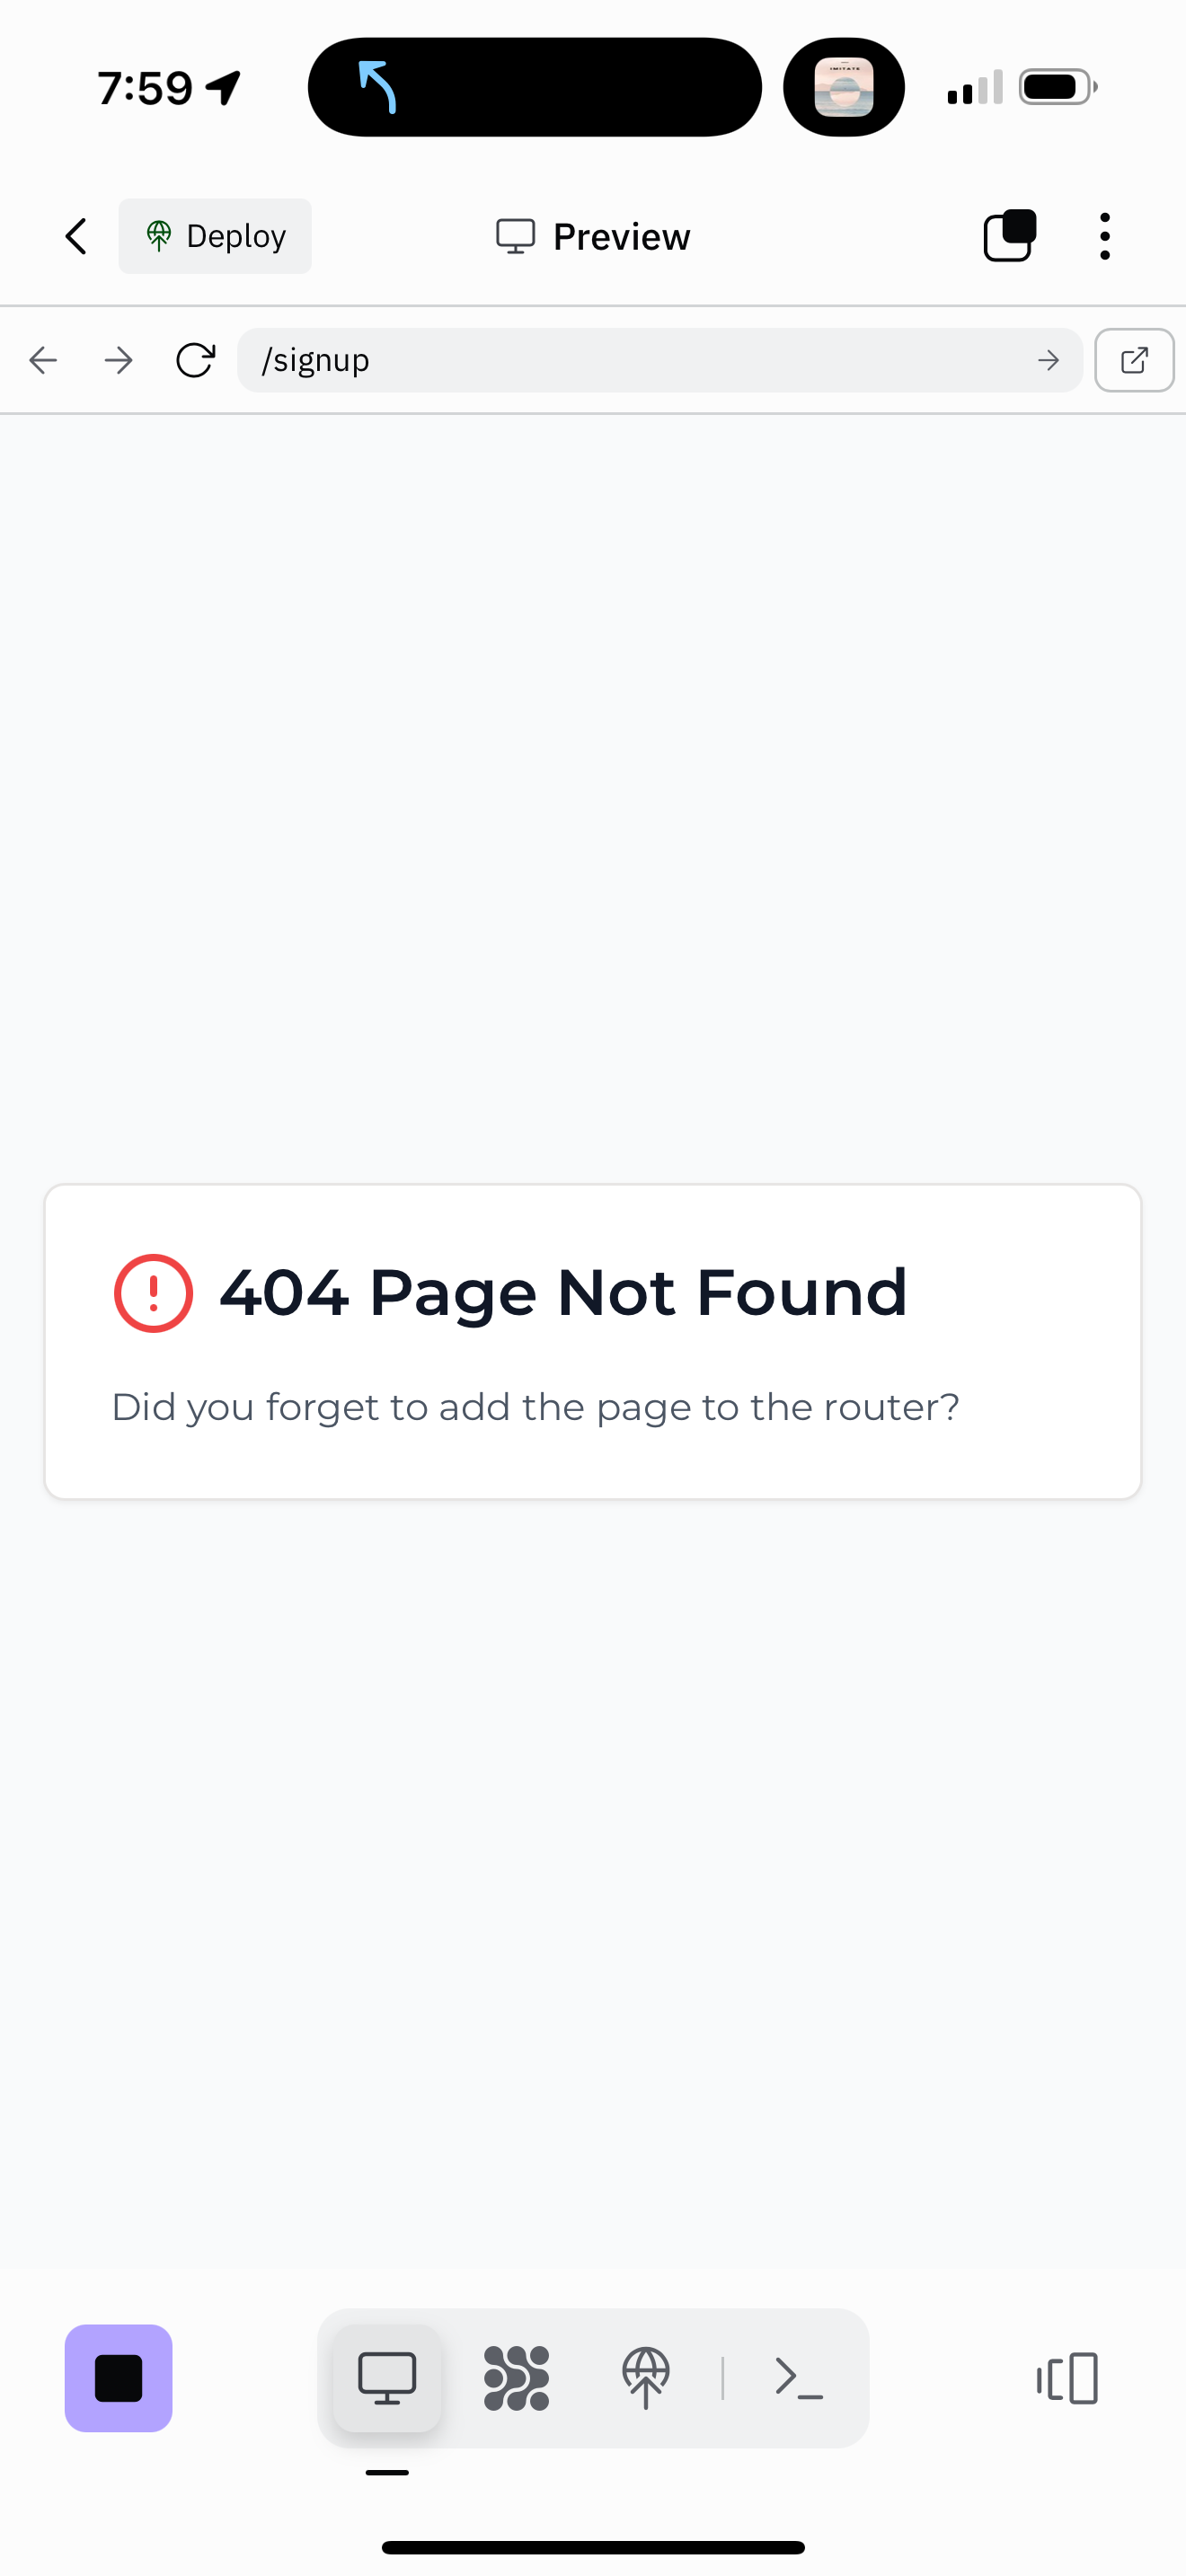 7:59
Deploy
Preview
/signup
404 Page Not Found
Did you forget to add the page to the router?